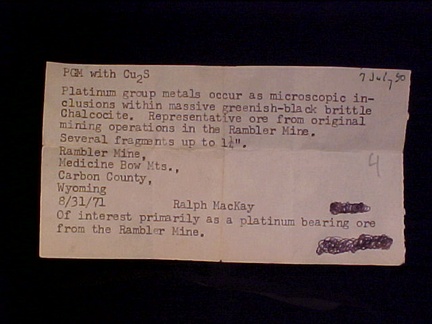 PGM with Cu2S
7 July 90
Platinum group metals occur as microscopic in-
clusions within massive greenish-black brittle
Chalcocite. Representative ore from original
mining operations in the Rambler Mine.
Several fragments up to 1¼".
Rambler Mine,
Medicine Bow Mts.,
Carbon County,
Wyoming
4
8/31/71 Ralph MacKay
Of interest primarily as a platinum bearing ore
from the Rambler Mine.